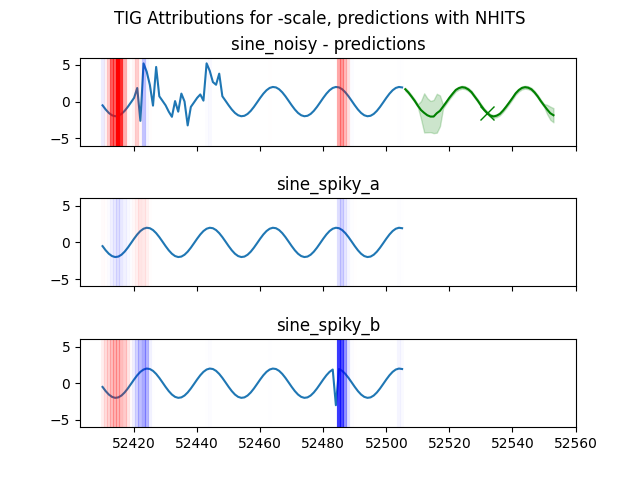 TIG Attributions for -scale, predictions with NHITS
sine_noisy - predictions
5
0
−5
sine_spiky_a
5
0
−5
sine_spiky_b
5
0
−5
52420 52440 52460 52480 52500 52520 52540 52560